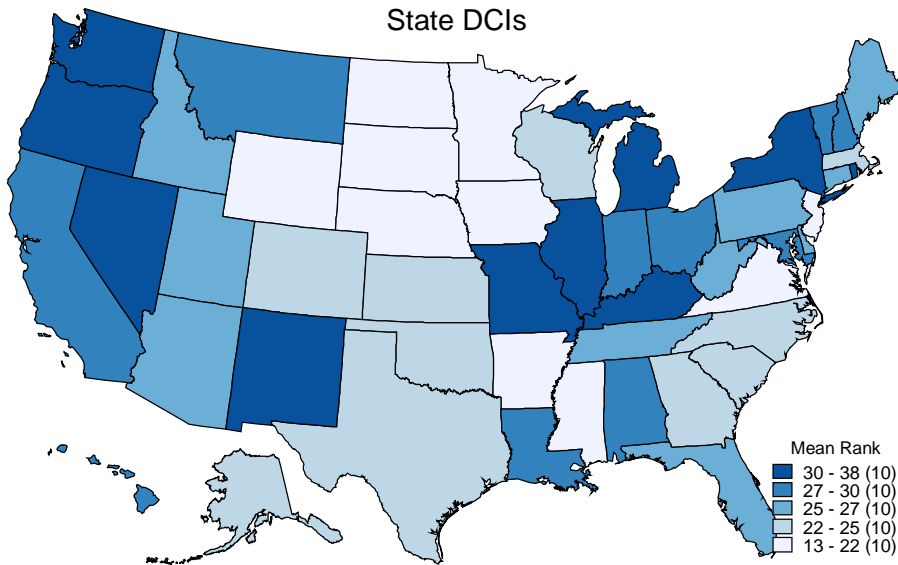 State DCIs
Mean Rank
30 - 38 (10)
27 - 30 (10)
25 - 27 (10)
22 - 25 (10)
13 - 22 (10)